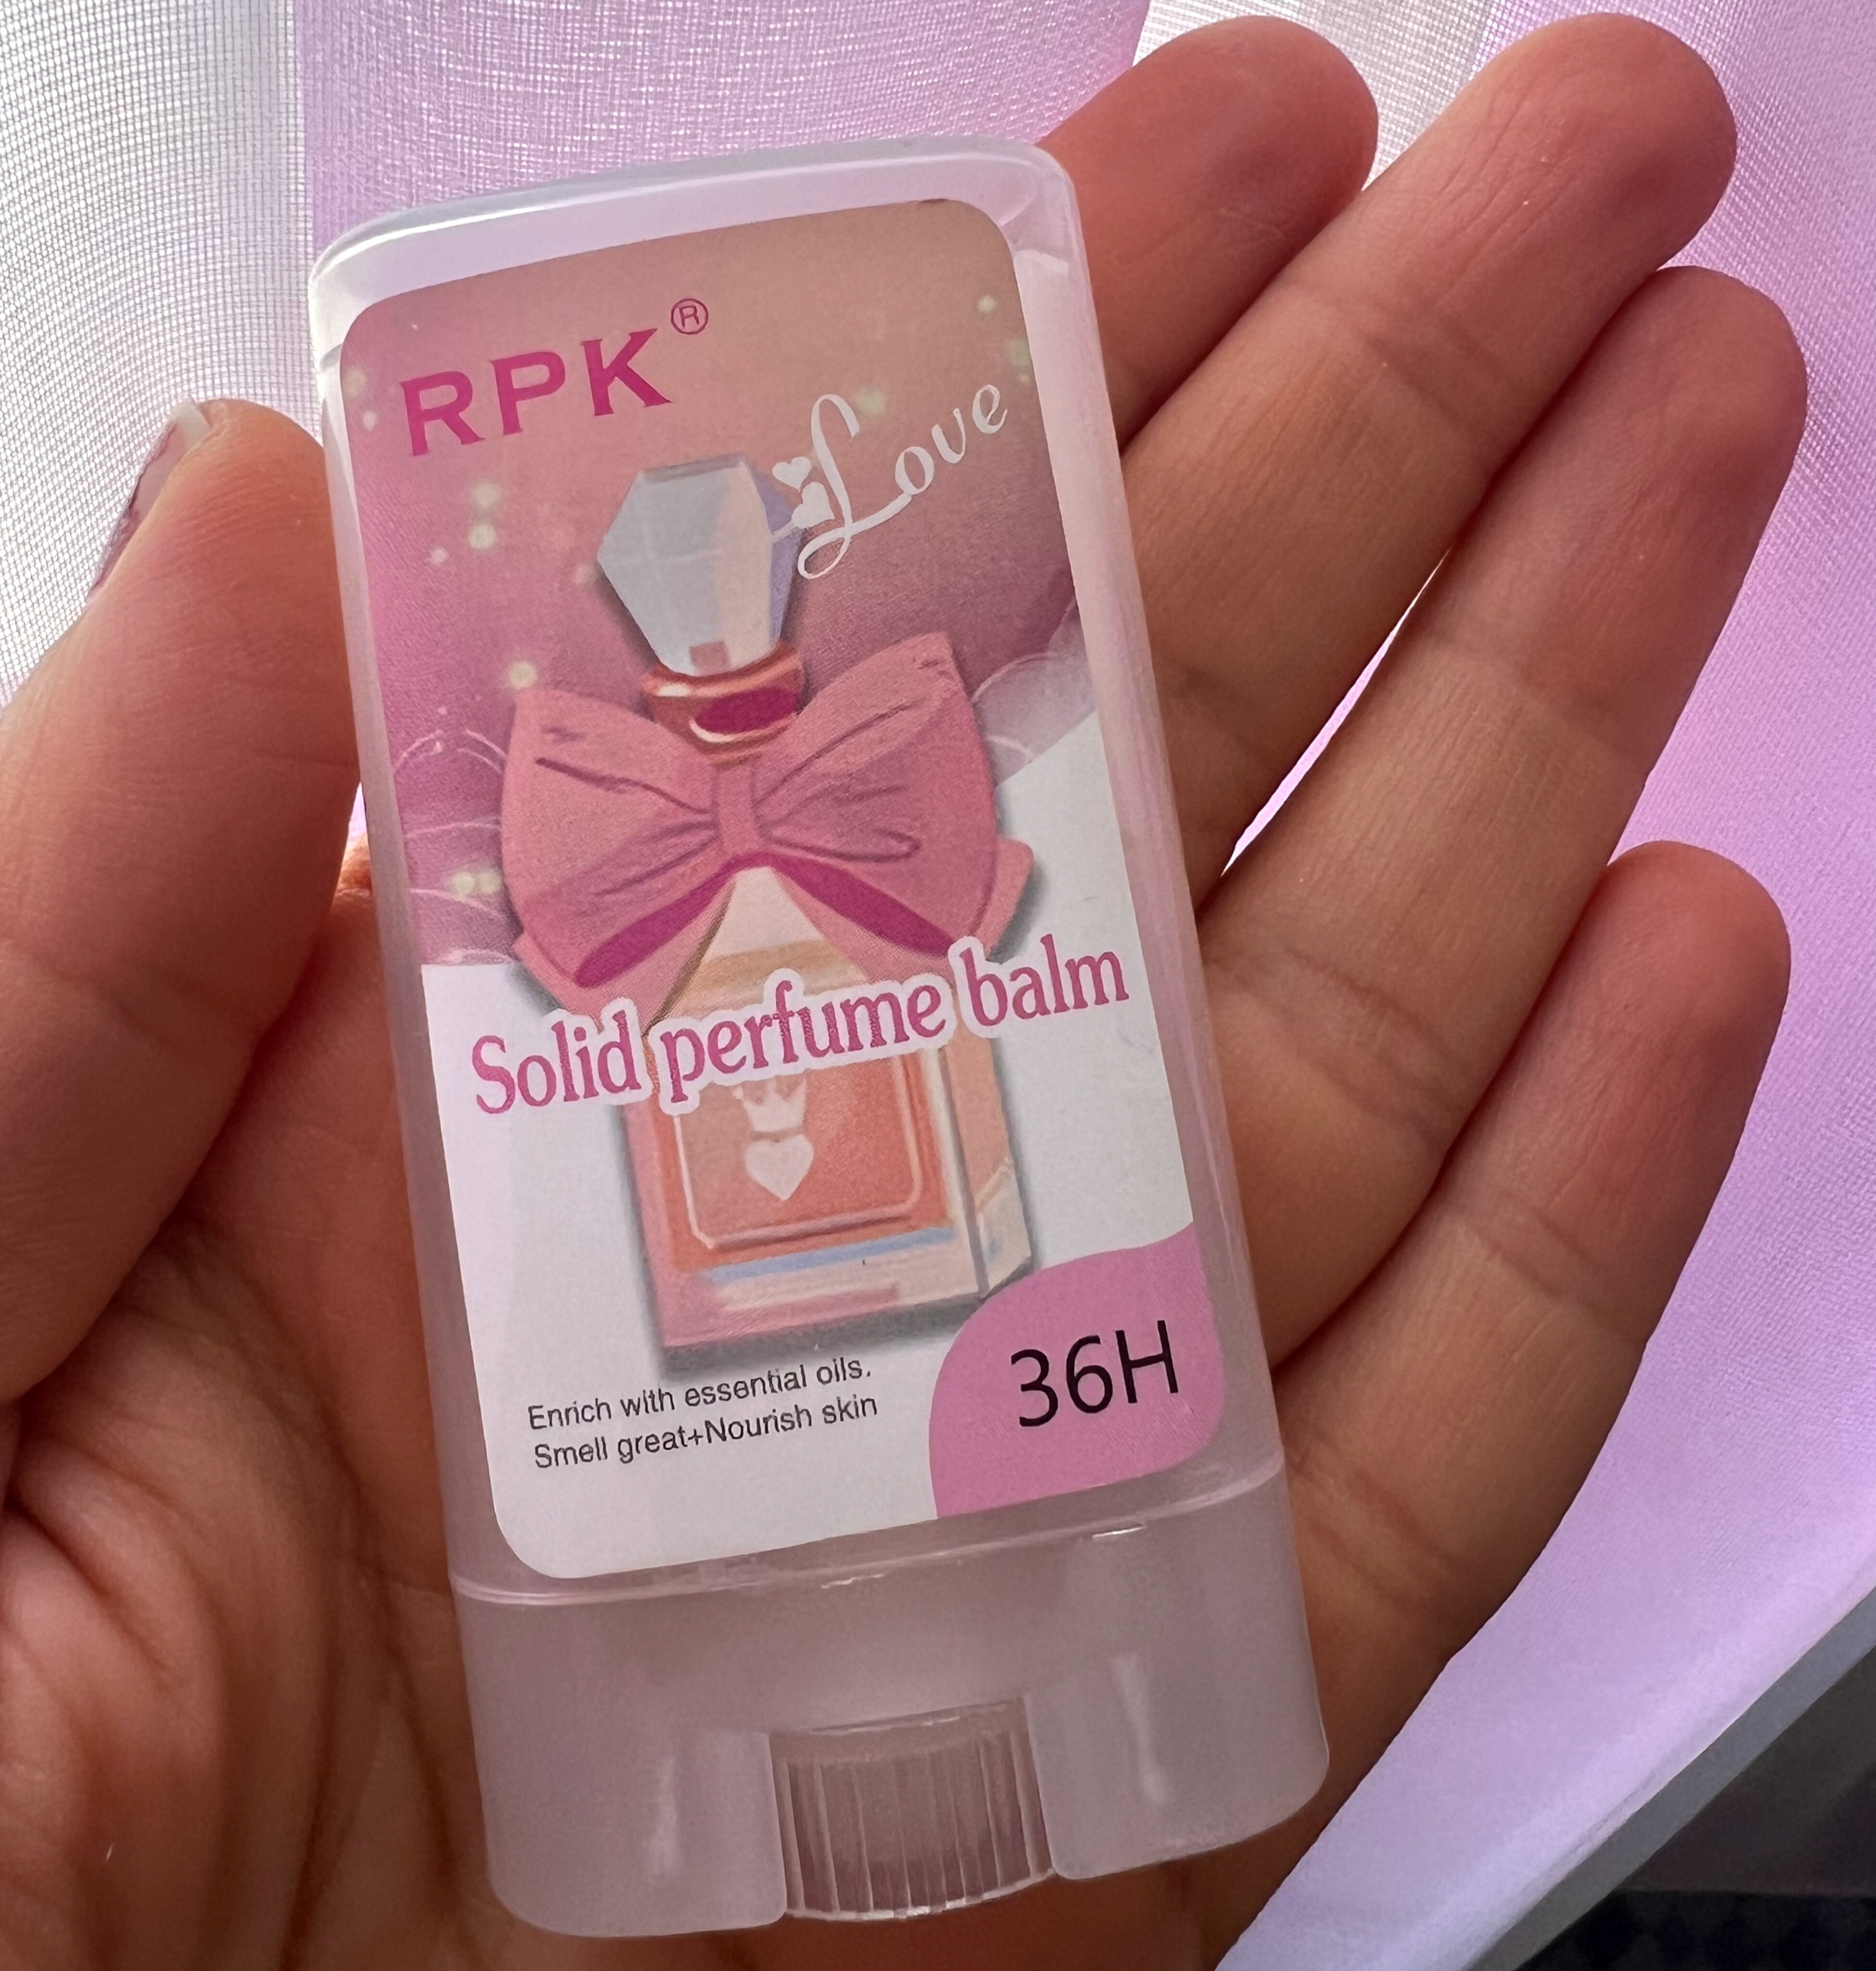 RPK®
Love
Solid perfume balm
Enrich with essential oils.
Smell great+Nourish skin
36H